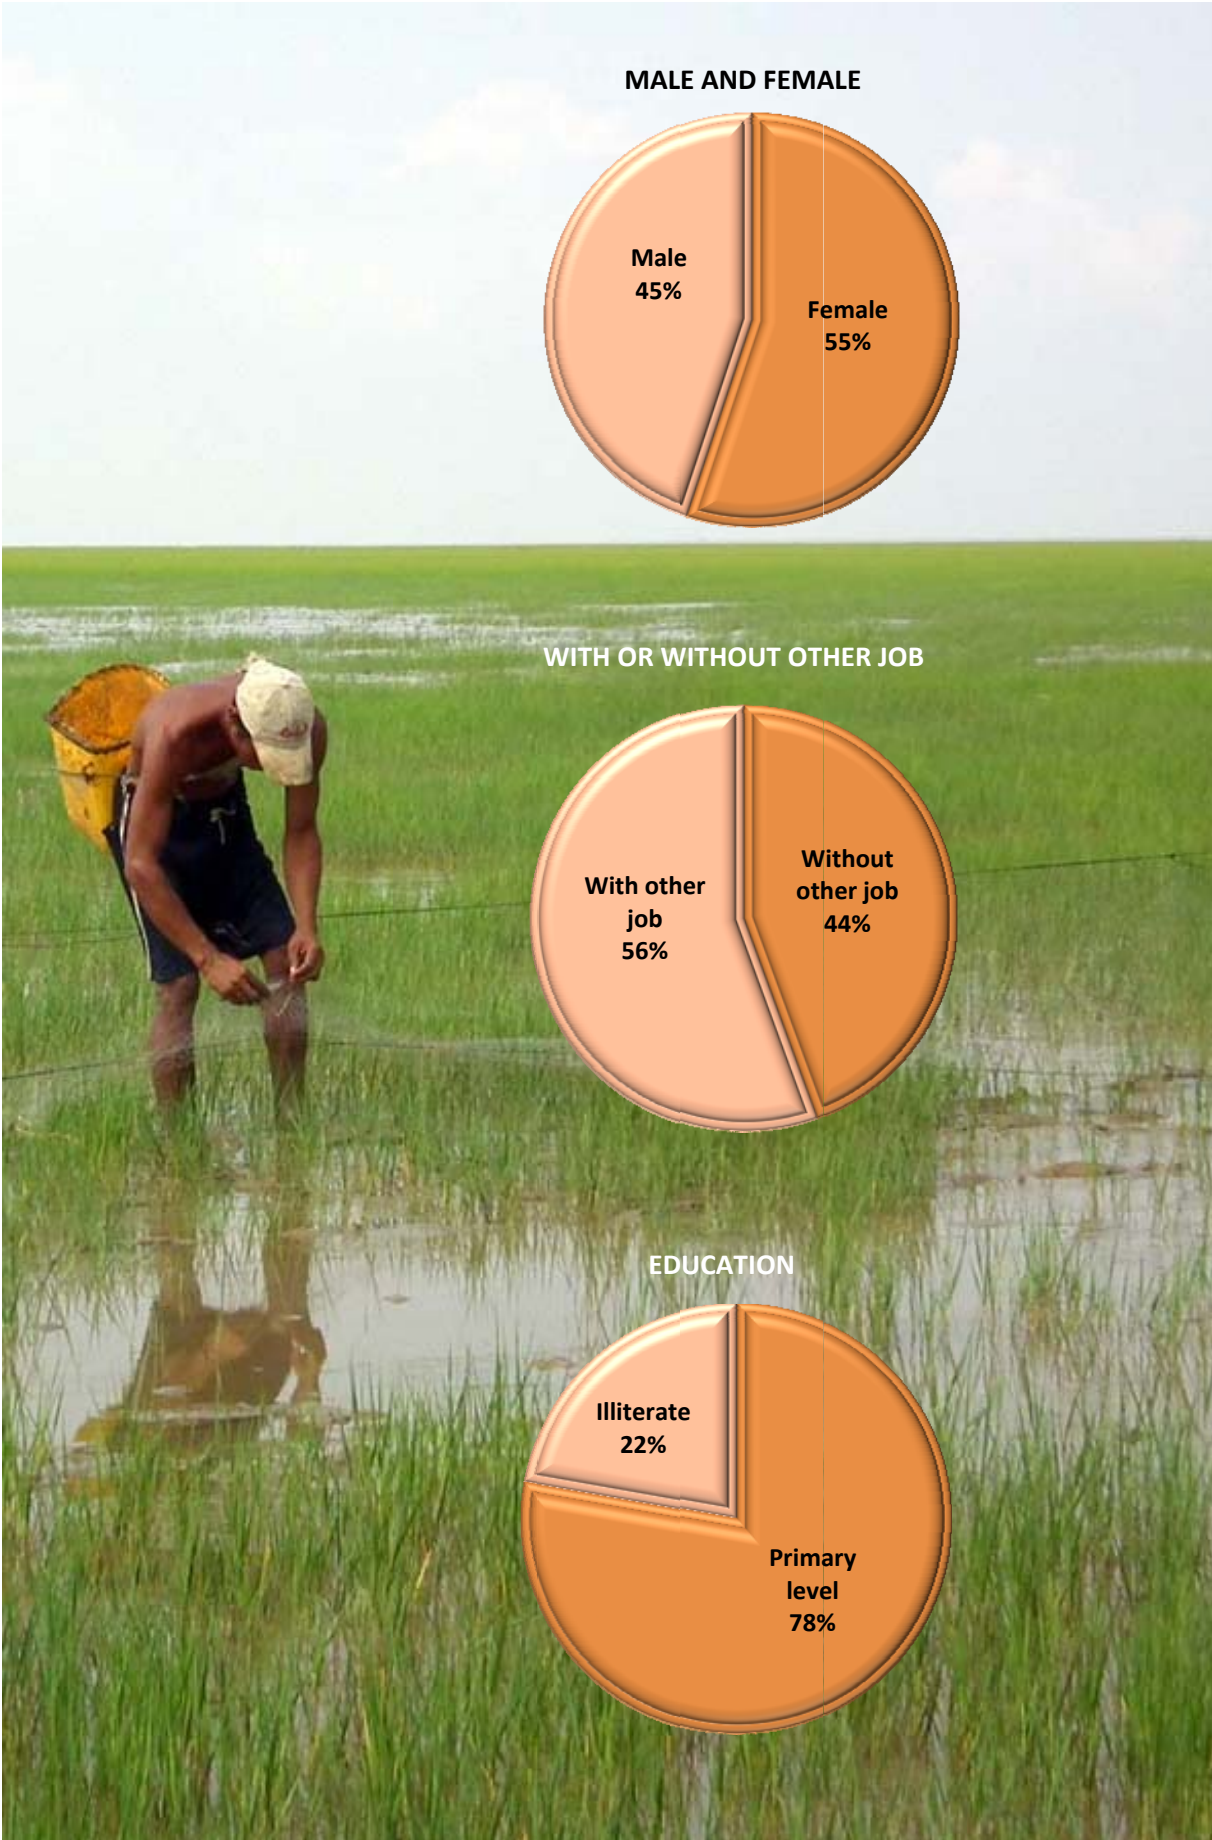 MALE AND FEMALE
Male
45%
Female
55%
WITH OR WITHOUT OTHER JOB
With other
job
56%
Without
other job
44%
EDUCATION
Illiterate
22%
Primary
level
78%